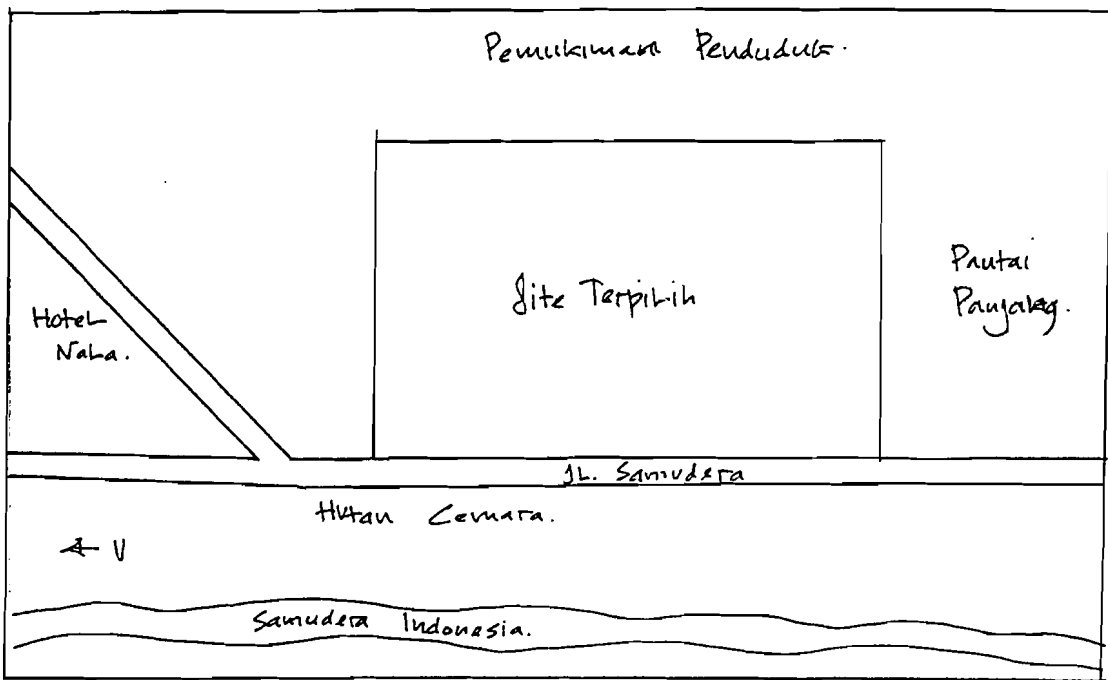 Pemukiman Penduduk.
Site Terpilih
Pantai
Panjang.
Hotel
Nala.
JL. Samudera
Hutan Cemara.
← U
Samudera Indonesia.